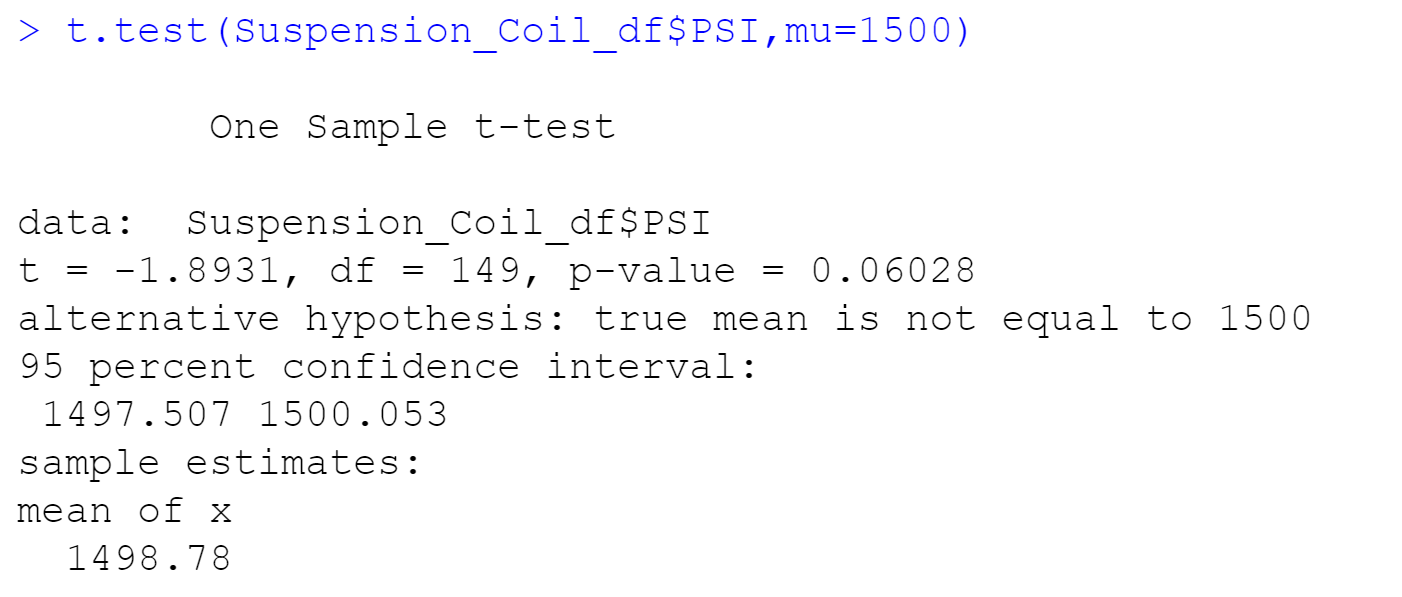 > t.test(Suspension_Coil_df$PSI,mu=1500)
One Sample t-test
data:  Suspension_Coil_df$PSI
t = -1.8931, df = 149, p-value = 0.06028
alternative hypothesis: true mean is not equal to 1500
95 percent confidence interval:
1497.507 1500.053
sample estimates:
mean of x
1498.78